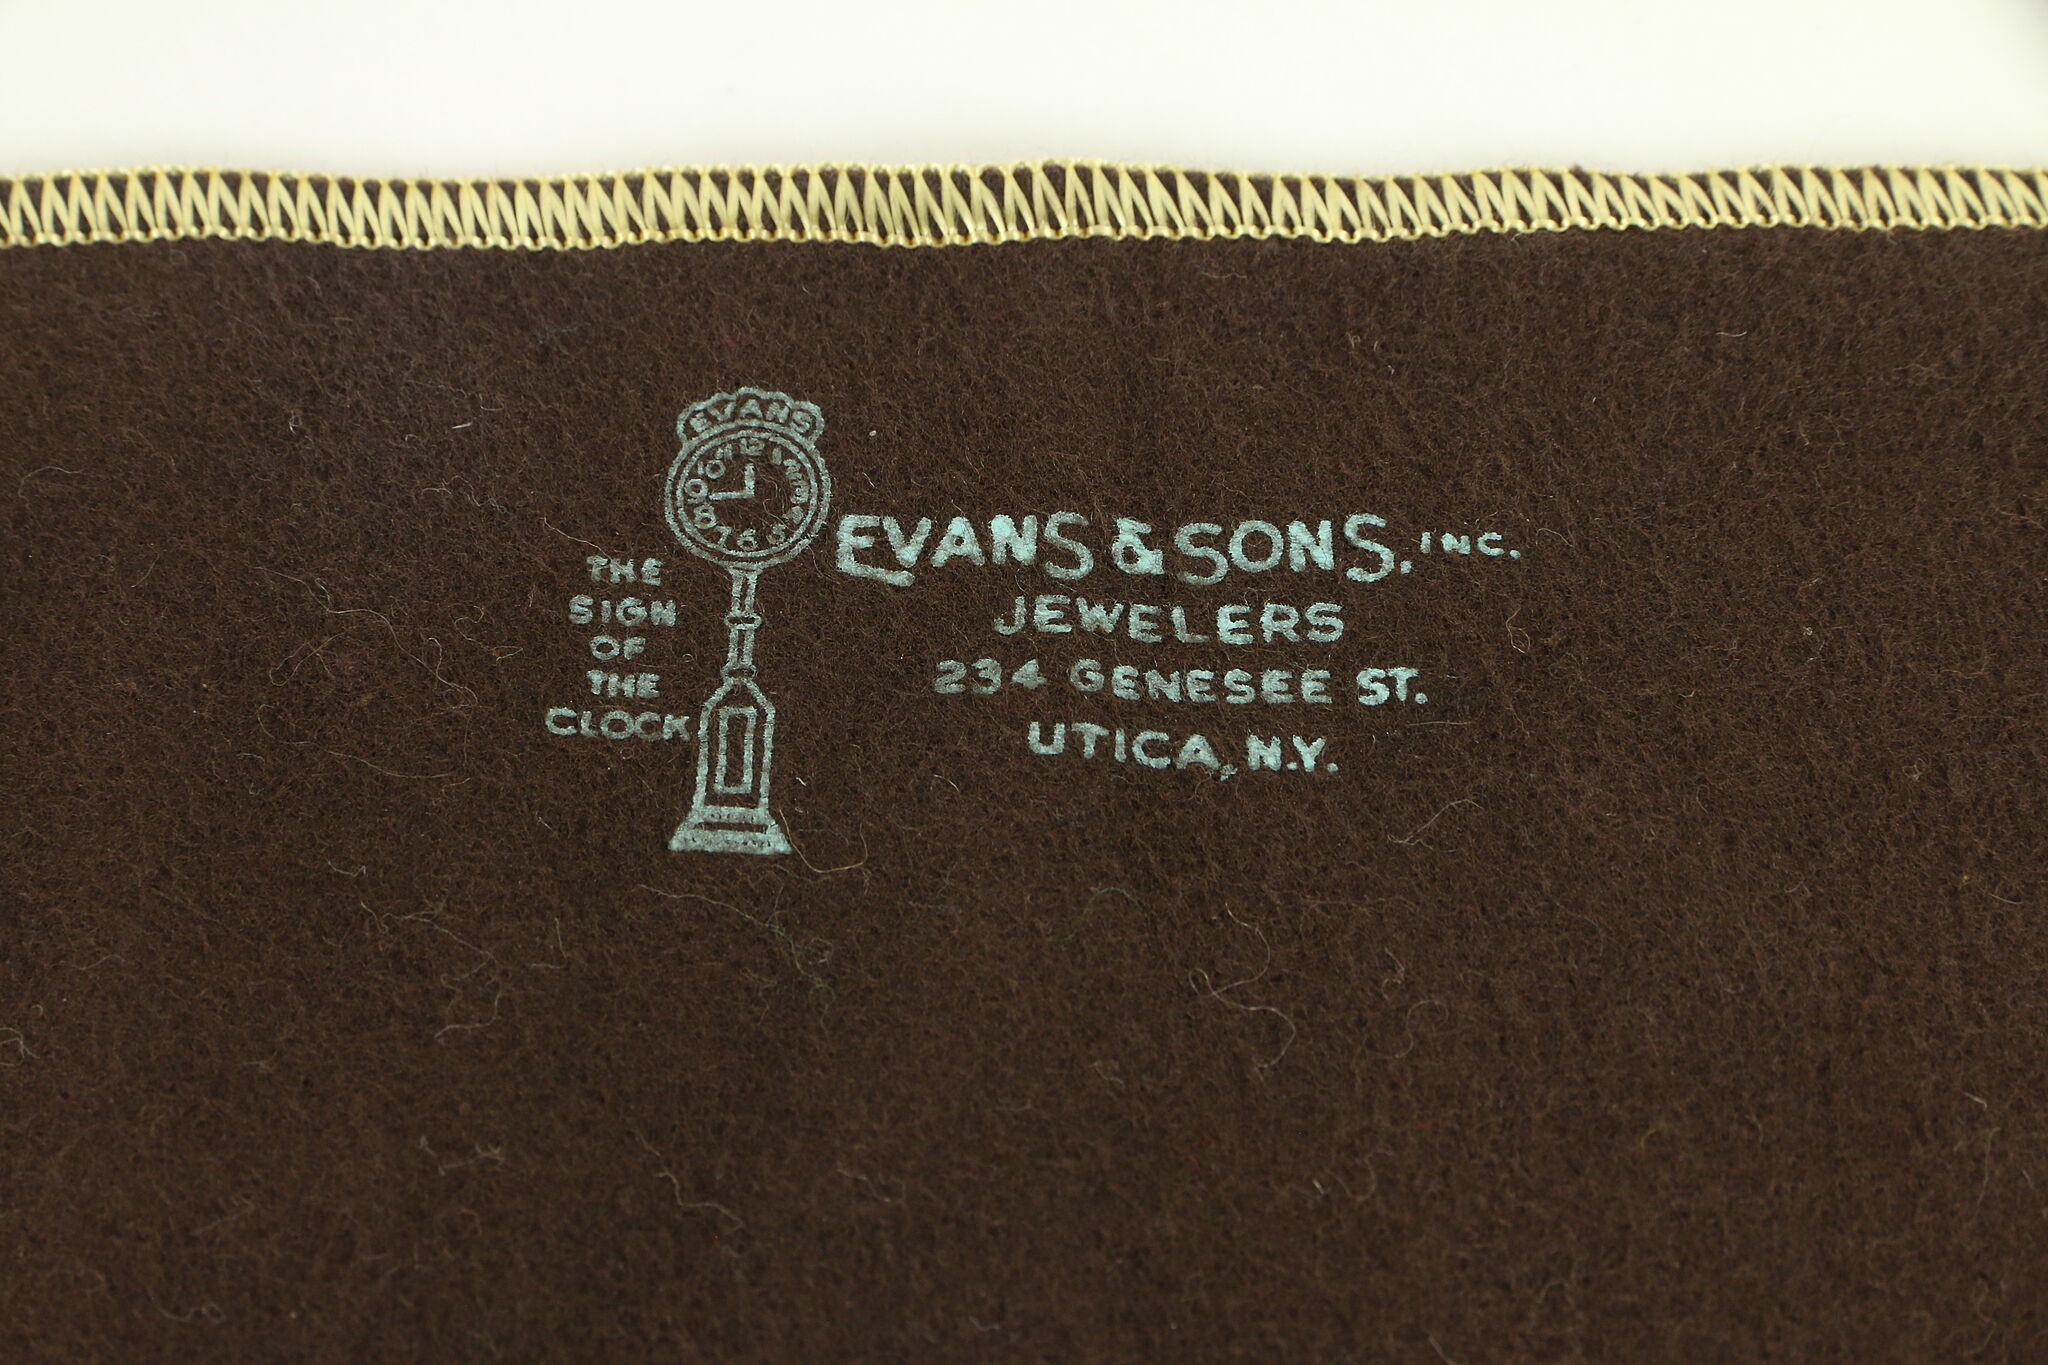 EVANS
THE
SIGN
OF
THE
CLOCK
EVANS & SONS. INC.
JEWELERS
234 GENESEE ST.
UTICA, N.Y.